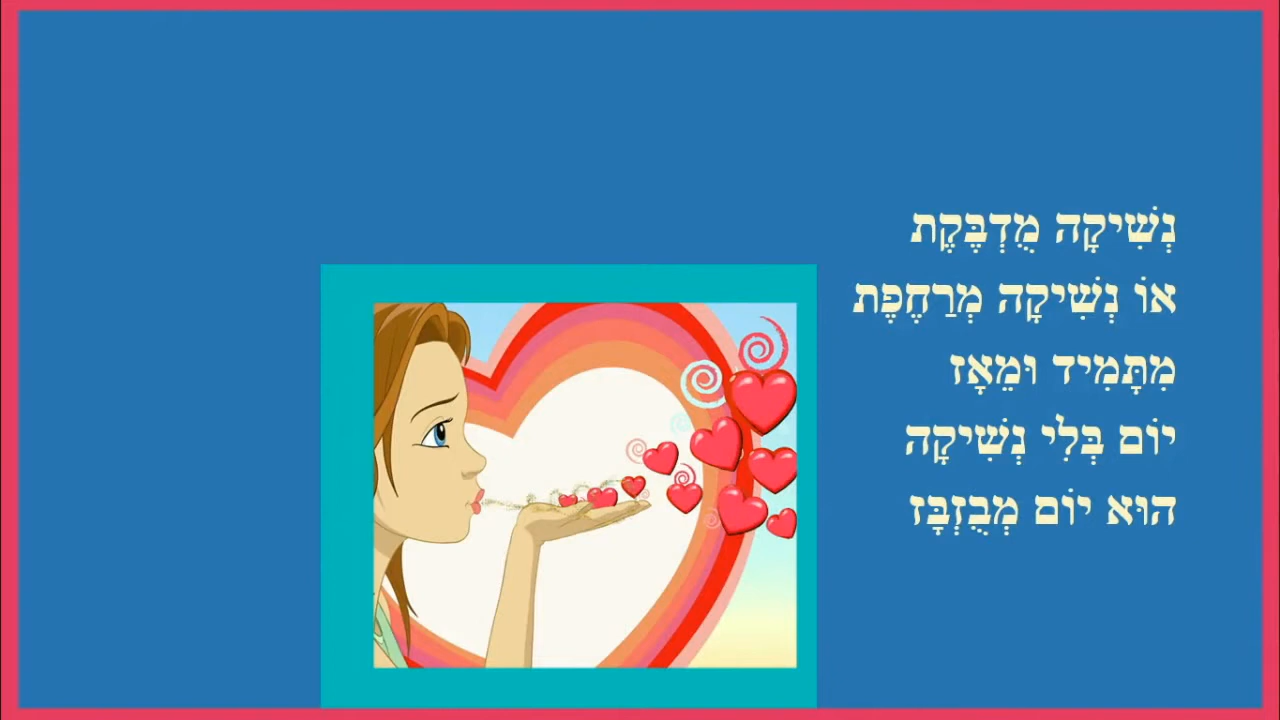 נְשִׁיקָה מֻדְבֶּקֶת
אוֹ נְשִׁיקָה מְרַחֶפֶת
מִתָּמִיד וּמֵאָז
יוֹם בְּלִי נְשִׁיקָה
הוּא יוֹם מְבֻזְבָּז